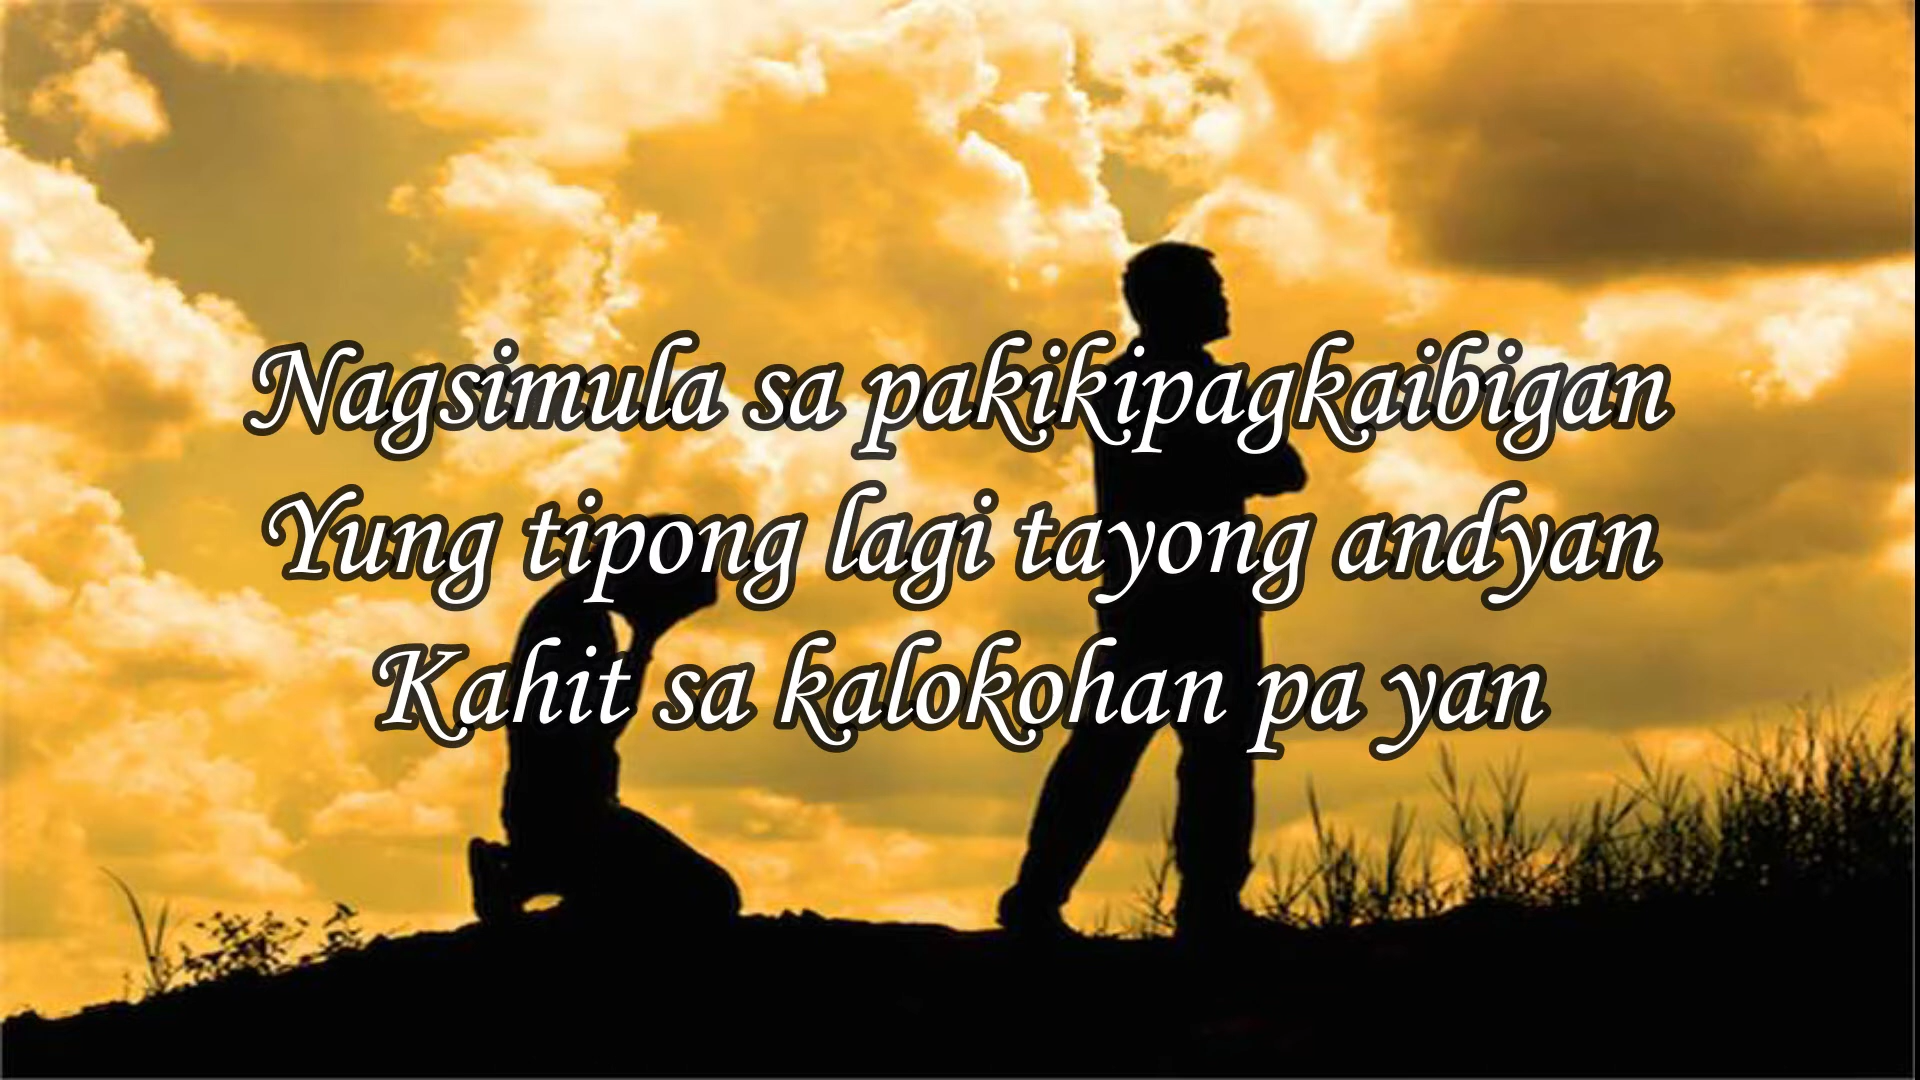 Nagsimula sa pakikipagkaibigan
Yung tipong lagi tayong andyan
Kahit sa kalokohan pa yan